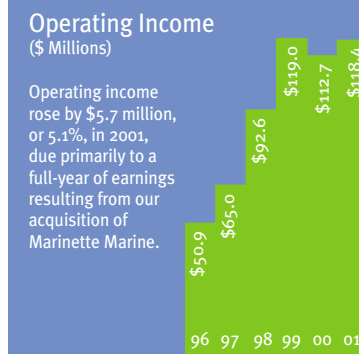 Operating Income
($ Millions)
Operating income
rose by $5.7 million,
or 5.1%, in 2001,
due primarily to a
full-year of earnings
resulting from our
acquisition of
Marinette Marine.
$50.9
$65.0
$92.6
$119.0
$112.7
$118.4
96 97 98 99 00 01